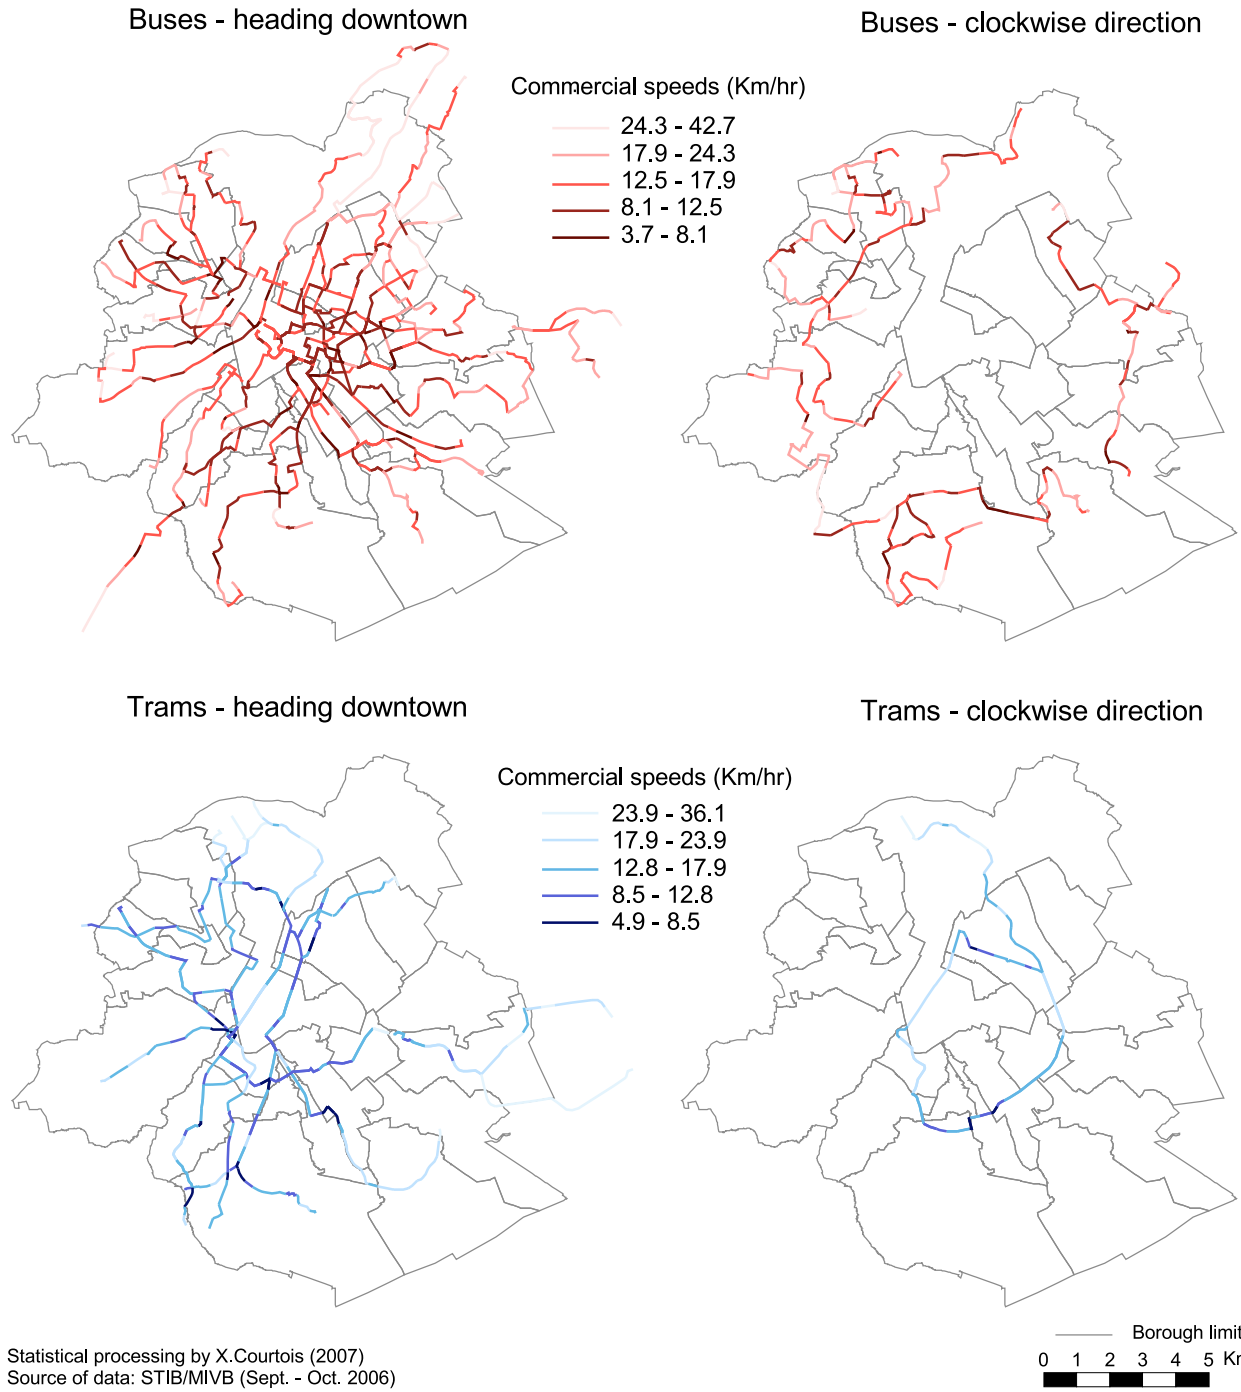 Buses - heading downtown
Buses - clockwise direction
Commercial speeds (Km/hr)
24.3 - 42.7
17.9 - 24.3
12.5 - 17.9
8.1 - 12.5
3.7 - 8.1
Trams - heading downtown
Trams - clockwise direction
Commercial speeds (Km/hr)
23.9 - 36.1
17.9 - 23.9
12.8 - 17.9
8.5 - 12.8
4.9 - 8.5
Borough limit
0 1 2 3 4 5 K
Statistical processing by X.Courtois (2007)
Source of data: STIB/MIVB (Sept. - Oct. 2006)